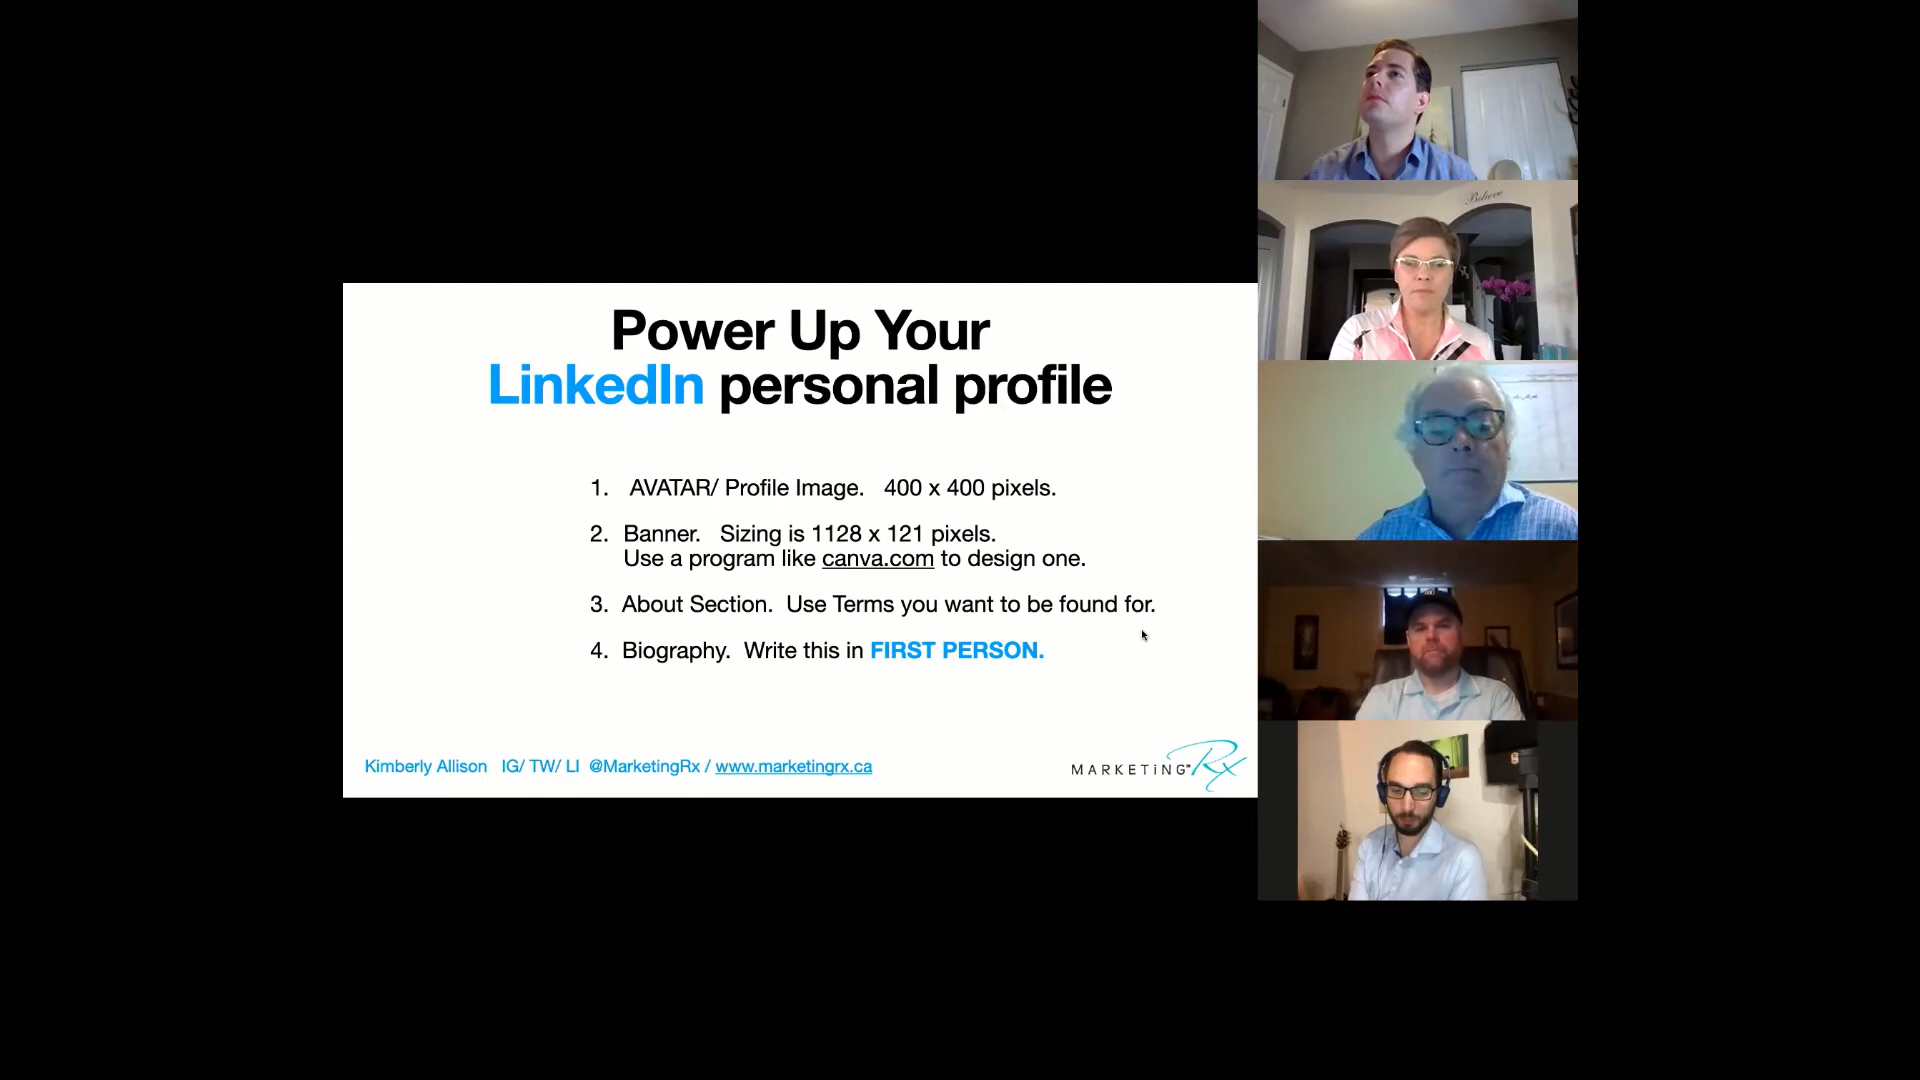 Power Up Your
LinkedIn personal profile
1. AVATAR/ Profile Image. 400 x 400 pixels.
2. Banner. Sizing is 1128 x 121 pixels.
Use a program like canva.com to design one.
3. About Section. Use Terms you want to be found for.
4. Biography. Write this in FIRST PERSON.
Kimberly Allison IG/ TW/ LI @MarketingRx / www.marketingrx.ca
MARKETiNG Rx
Believe